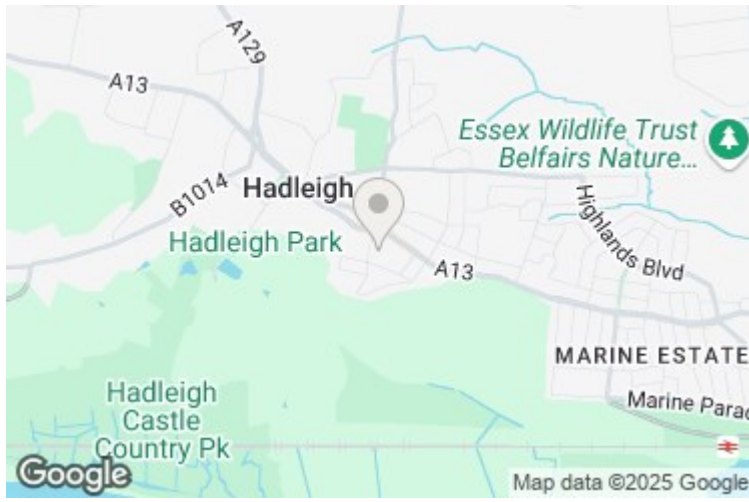 A129
A13
Essex Wildlife Trust
Belfairs Nature...
B1014
Hadleigh
Highlands Blvd
Hadleigh Park
A13
MARINE ESTATE
Hadleigh
Castle
Country Pk
Marine Parad
Google
Map data ©2025 Google